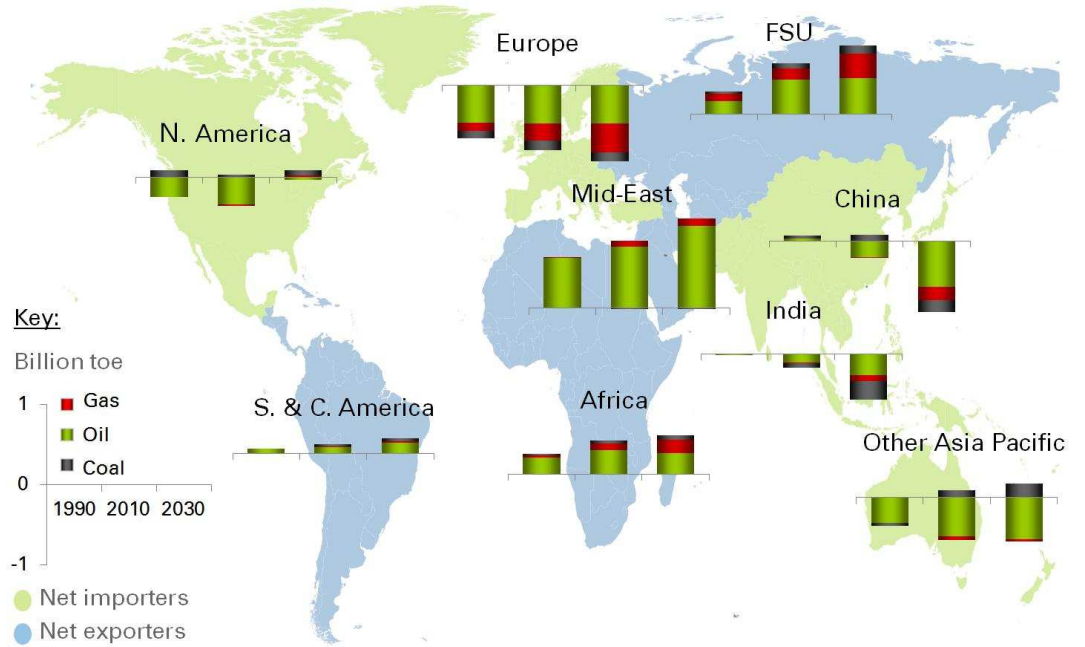 Europe
FSU
N. America
Mid-East
China
Key:
India
Billion toe
1
Gas
S. & C. America
Africa
Oil
Other Asia Pacific
Coal
0
1990 2010 2030
-1
Net importers
Net exporters